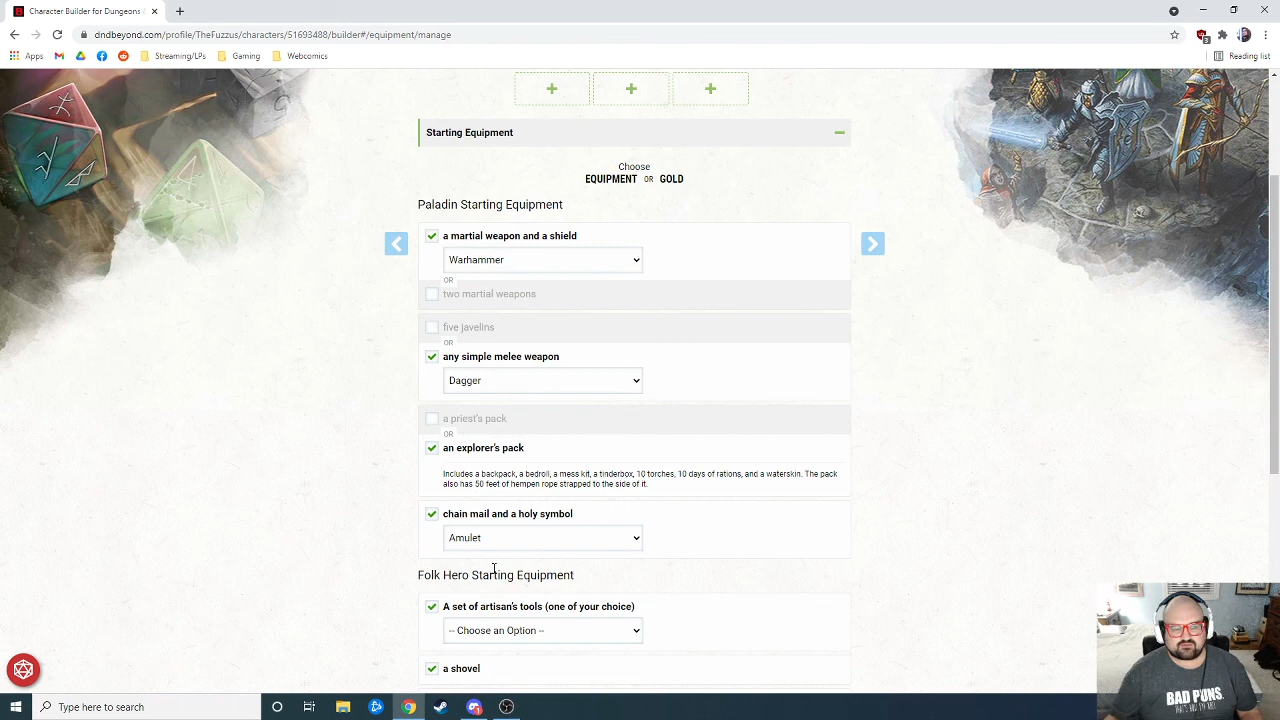 Character Builder for Dungeons
dndbeyond.com/profile/TheFuzzus/characters/51693488/builder#/equipment/manage
3
Apps
Streaming/LPs
Gaming
Webcomics
Reading list
Starting Equipment
Choose
EQUIPMENT OR GOLD
Paladin Starting Equipment
a martial weapon and a shield
Warhammer
OR
two martial weapons
five javelins
OR
any simple melee weapon
Dagger
a priest's pack
OR
an explorer's pack
Includes a backpack, a bedroll, a mess kit, a tinderbox, 10 torches, 10 days of rations, and a waterskin. The pack
also has 50 feet of hempen rope strapped to the side of it.
chain mail and a holy symbol
Amulet
Folk Hero Starting Equipment
A set of artisan's tools (one of your choice)
-- Choose an Option --
a shovel
Type here to search
BAD PUNS.